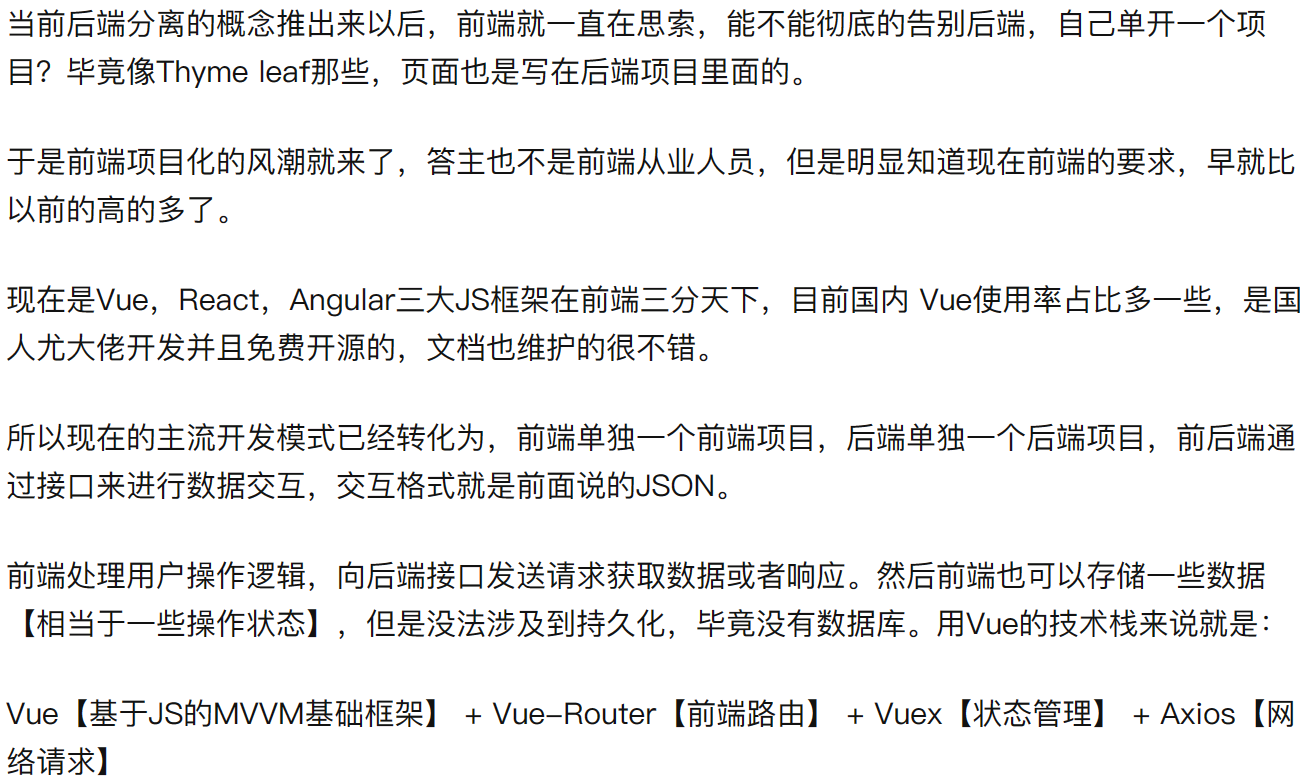 当前后端分离的概念推出来以后，前端就一直在思索，能不能彻底的告别后端，自己单开一个项
目？毕竟像Thyme leaf那些，页面也是写在后端项目里面的。
于是前端项目化的风潮就来了，答主也不是前端从业人员，但是明显知道现在前端的要求，早就比
以前的高的多了。
现在是Vue，React，Angular三大JS框架在前端三分天下，目前国内 Vue使用率占比多一些，是国
人尤大佬开发并且免费开源的，文档也维护的很不错。
所以现在的主流开发模式已经转化为，前端单独一个前端项目，后端单独一个后端项目，前后端通
过接口来进行数据交互，交互格式就是前面说的JSON。
前端处理用户操作逻辑，向后端接口发送请求获取数据或者响应。然后前端也可以存储一些数据
【相当于一些操作状态】，但是没法涉及到持久化，毕竟没有数据库。用Vue的技术栈来说就是：
Vue【基于JS的MVVM基础框架】 + Vue-Router【前端路由】 + Vuex【状态管理】 + Axios【网
络请求】